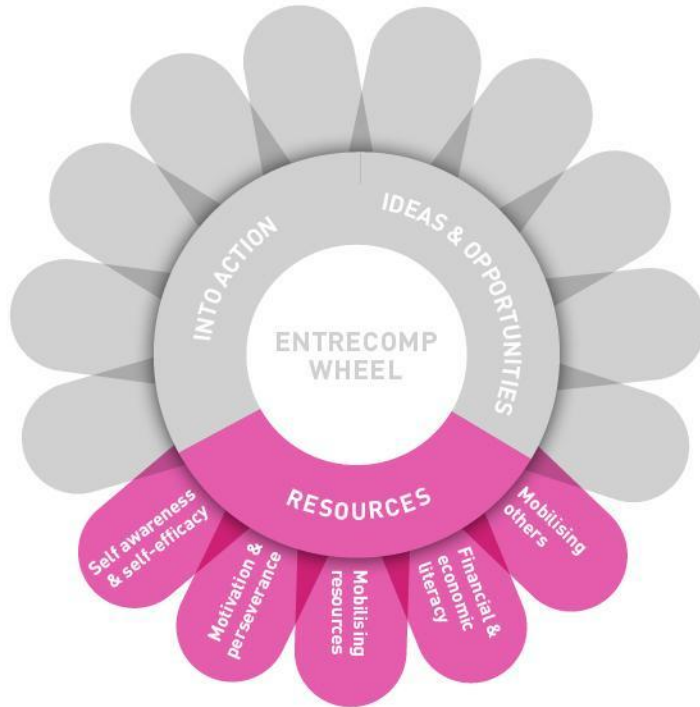 INTO ACTION
IDEAS & OPPORTUNITIES
ENTRECOMP
WHEEL
RESOURCES
Self awareness
& self-efficacy
Motivation &
perseverance
Mobilising
resources
Financial &
economic
literacy
Mobilising
others